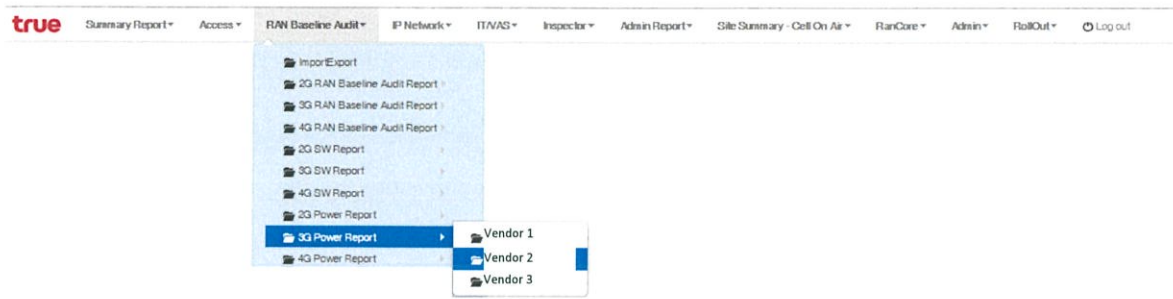 true Summary Report Access RAN Baseline Audit IP Network IT/VAS Inspector Admin Report Site Summary - Cell On Air RanCore Admin RollOut Log out
ImportExport
2G RAN Baseline Audit Report
3G RAN Baseline Audit Report
4G RAN Baseline Audit Report
2G SW Report
3G SW Report
4G SW Report
2G Power Report
3G Power Report
4G Power Report
Vendor 1
Vendor 2
Vendor 3